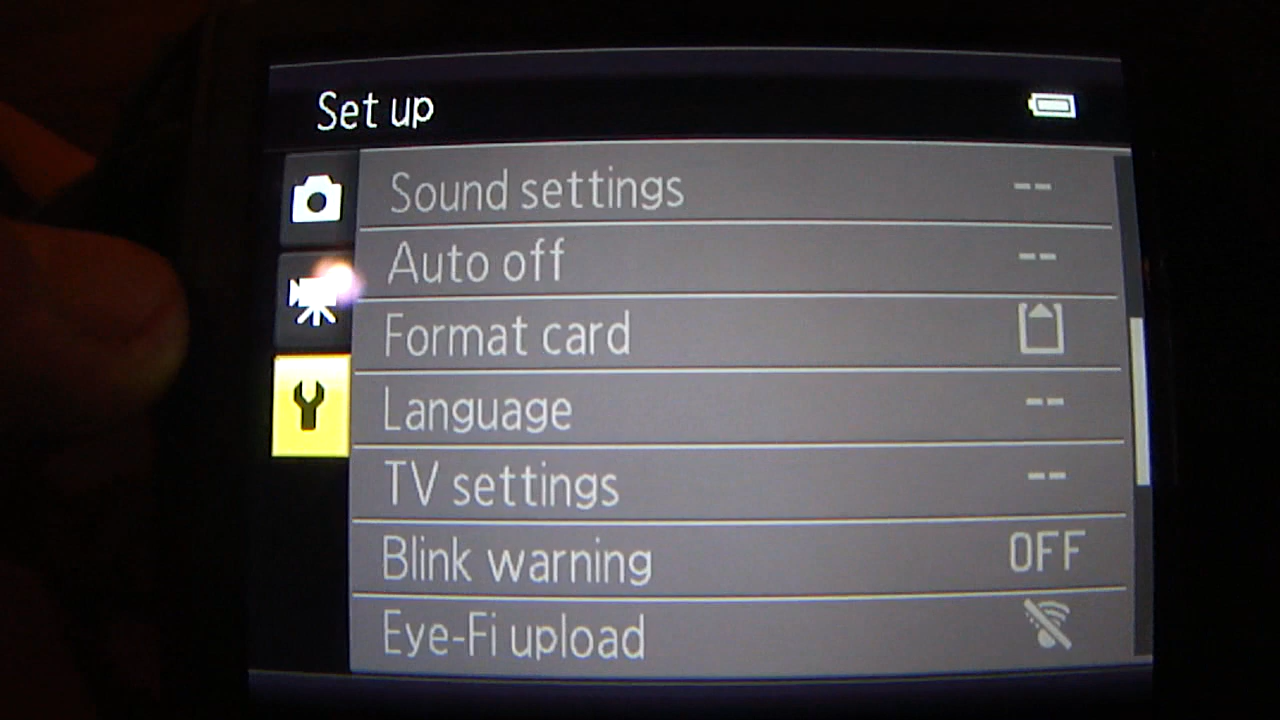 Set up
Sound settings --
Auto off --
Format card
Language --
TV settings --
Blink warning OFF
Eye-Fi upload